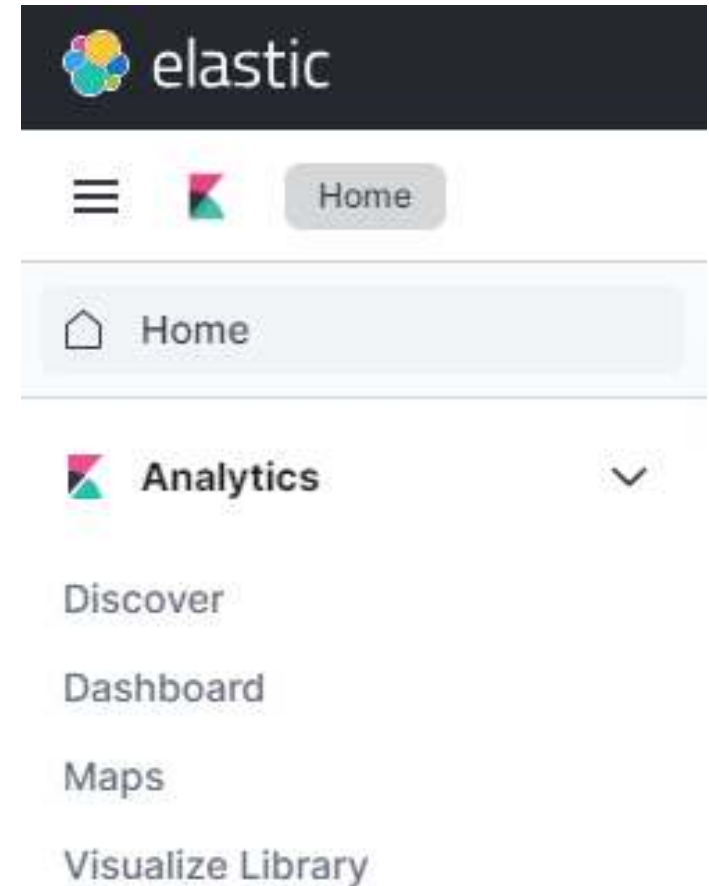 elastic
Home
Home
Analytics
Discover
Dashboard
Maps
Visualize Library